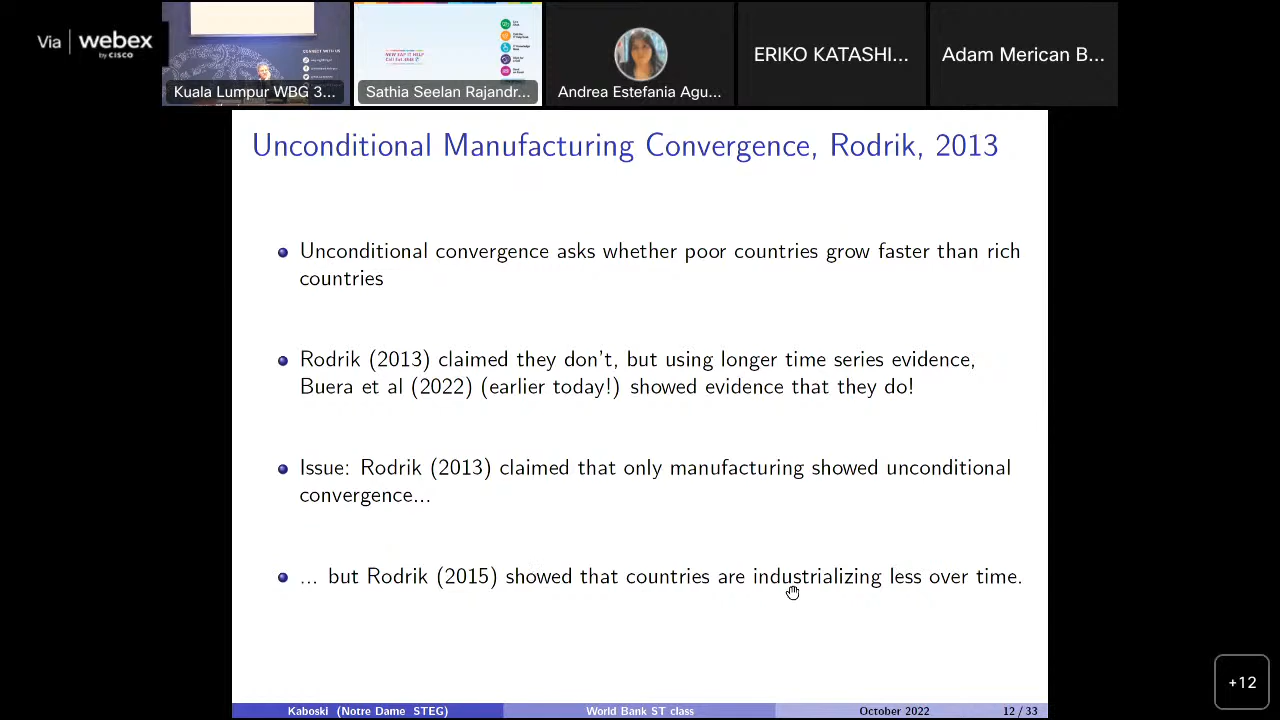 Via webex
by CISCO
CONNECT WITH US
Kuala Lumpur WBG 3...
Sathia Seelan Rajandr...
Andrea Estefania Agu...
ERIKO KATASHI...
Adam Merican B...
Unconditional Manufacturing Convergence, Rodrik, 2013
Unconditional convergence asks whether poor countries grow faster than rich
countries
Rodrik (2013) claimed they don't, but using longer time series evidence,
Buera et al (2022) (earlier today!) showed evidence that they do!
Issue: Rodrik (2013) claimed that only manufacturing showed unconditional
convergence...
... but Rodrik (2015) showed that countries are industrializing less over time.
+12
Kaboski (Notre Dame STEG)
World Bank ST class
October 2022
12 / 33